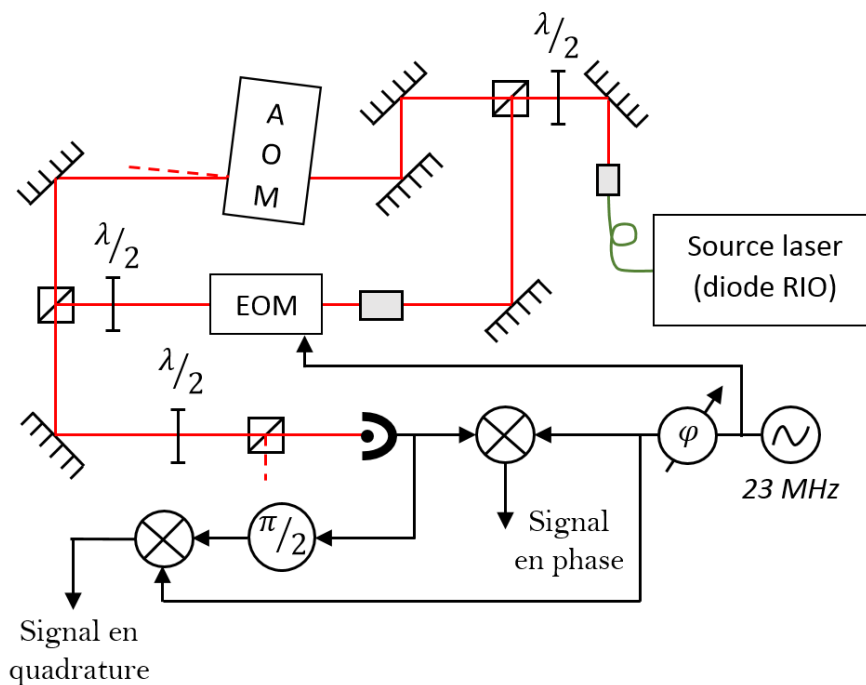 λ/2
A
O
M
Source laser
(diode RIO)
λ/2
EOM
λ/2
φ
23 MHz
Signal
en phase
π/2
Signal en
quadrature